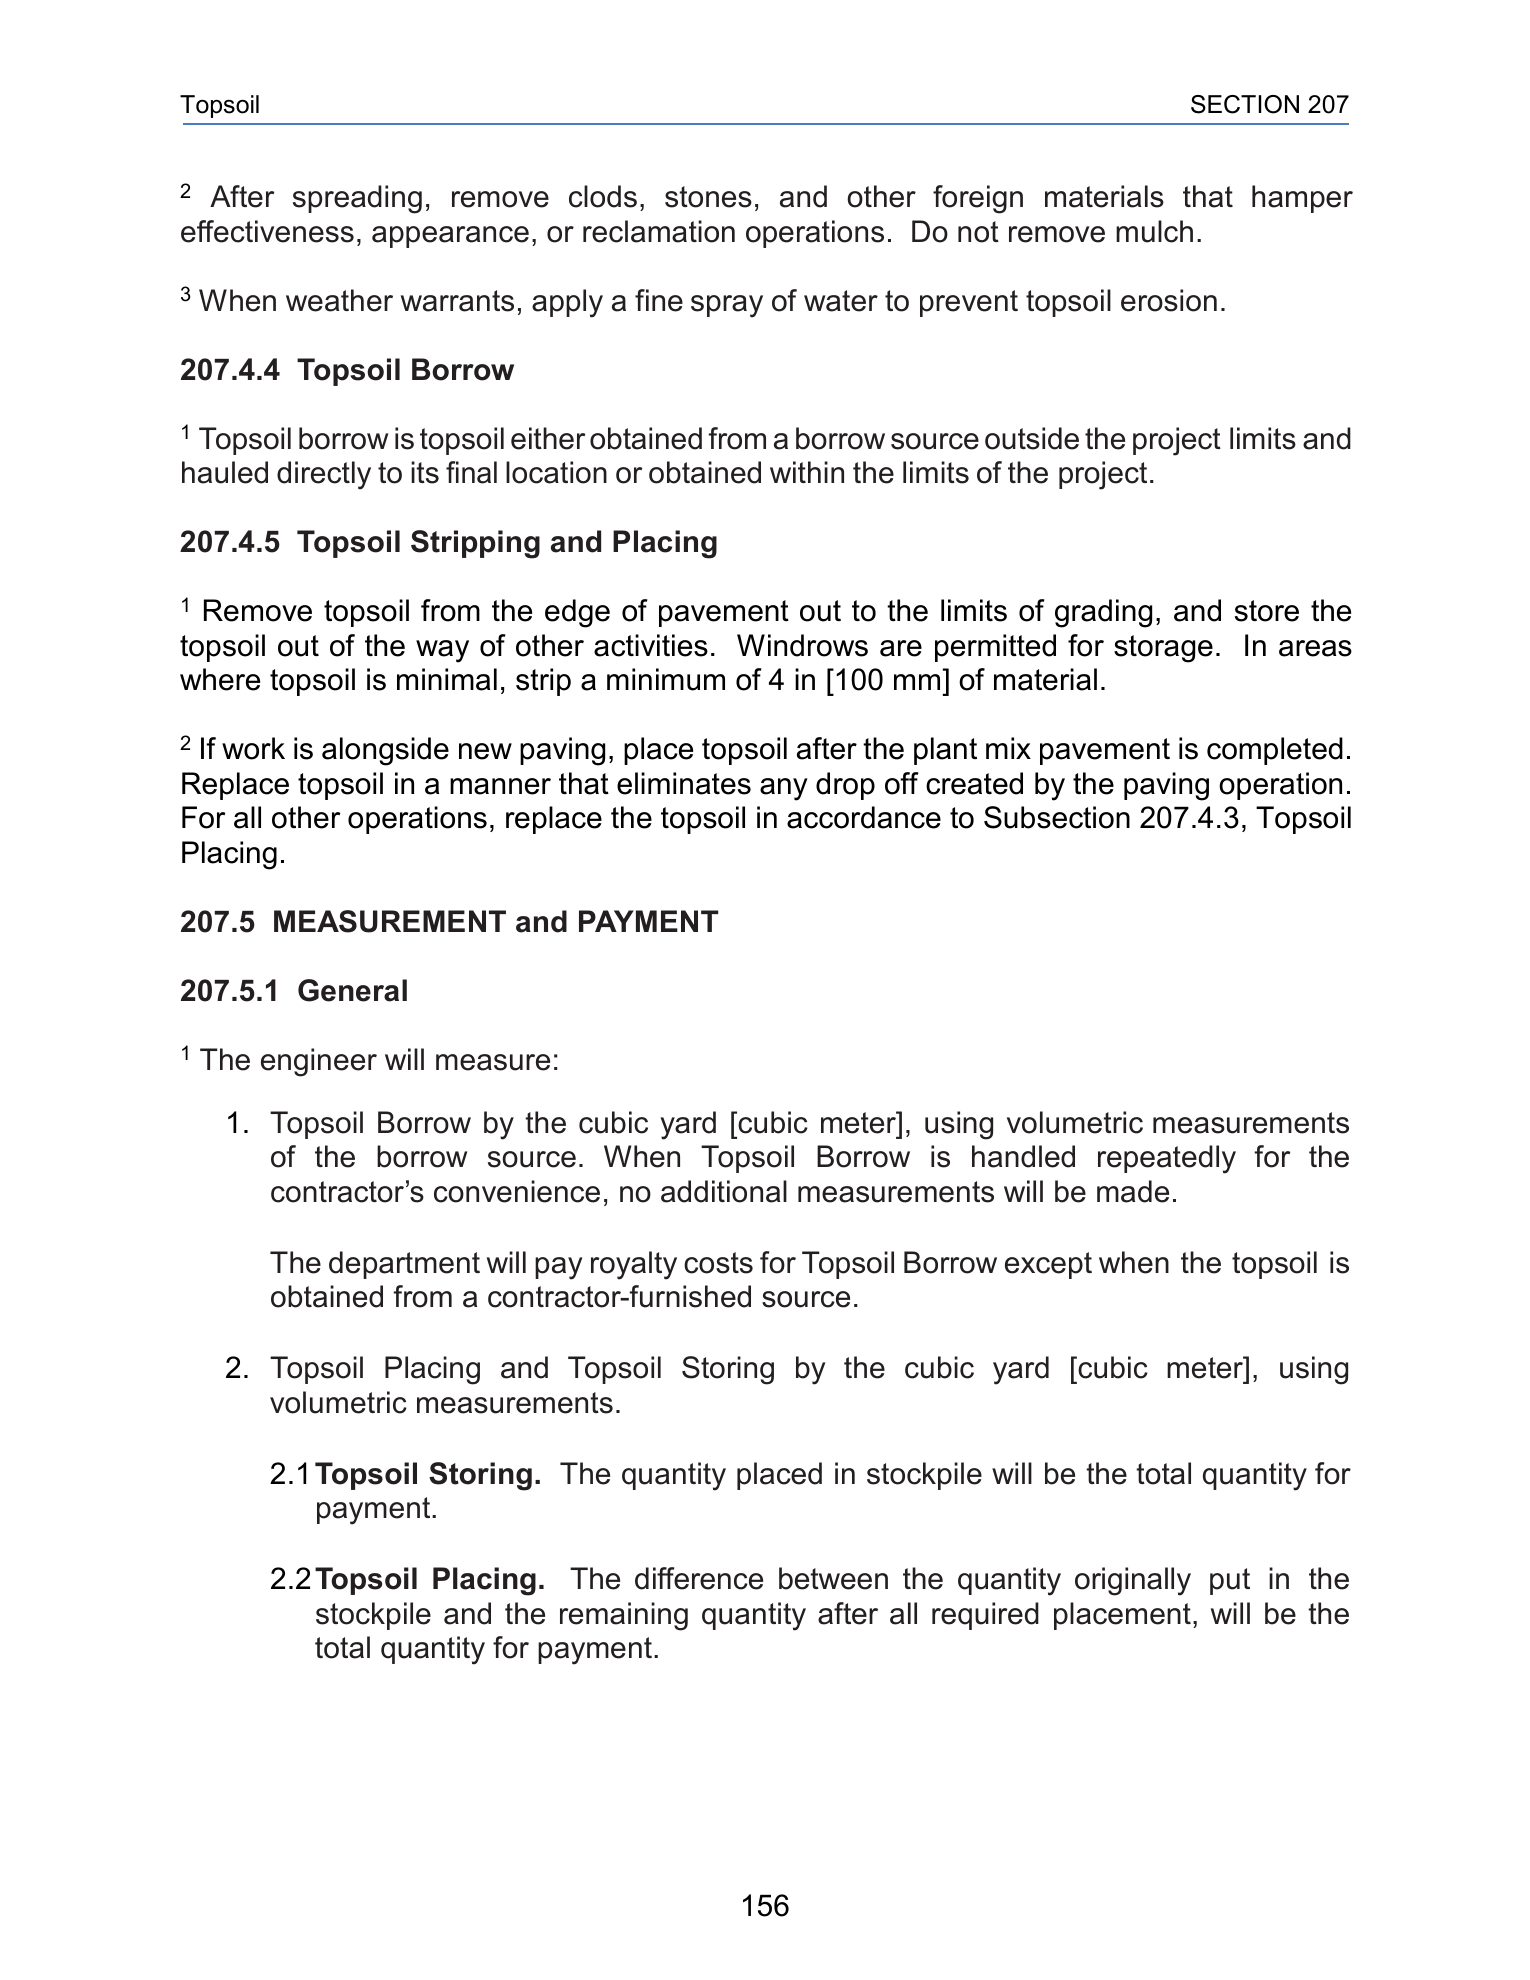 Topsoil SECTION 207
2 After spreading, remove clods, stones, and other foreign materials that hamper
effectiveness, appearance, or reclamation operations. Do not remove mulch.
3 When weather warrants, apply a fine spray of water to prevent topsoil erosion.
207.4.4 Topsoil Borrow
1 Topsoil borrow is topsoil either obtained from a borrow source outside the project limits and
hauled directly to its final location or obtained within the limits of the project.
207.4.5 Topsoil Stripping and Placing
1 Remove topsoil from the edge of pavement out to the limits of grading, and store the
topsoil out of the way of other activities. Windrows are permitted for storage. In areas
where topsoil is minimal, strip a minimum of 4 in [100 mm] of material.
2 If work is alongside new paving, place topsoil after the plant mix pavement is completed.
Replace topsoil in a manner that eliminates any drop off created by the paving operation.
For all other operations, replace the topsoil in accordance to Subsection 207.4.3, Topsoil
Placing.
207.5 MEASUREMENT and PAYMENT
207.5.1 General
1 The engineer will measure:
1. Topsoil Borrow by the cubic yard [cubic meter], using volumetric measurements
of the borrow source. When Topsoil Borrow is handled repeatedly for the
contractor’s convenience, no additional measurements will be made.
The department will pay royalty costs for Topsoil Borrow except when the topsoil is
obtained from a contractor-furnished source.
2. Topsoil Placing and Topsoil Storing by the cubic yard [cubic meter], using
volumetric measurements.
2.1 Topsoil Storing. The quantity placed in stockpile will be the total quantity for
payment.
2.2 Topsoil Placing. The difference between the quantity originally put in the
stockpile and the remaining quantity after all required placement, will be the
total quantity for payment.
156